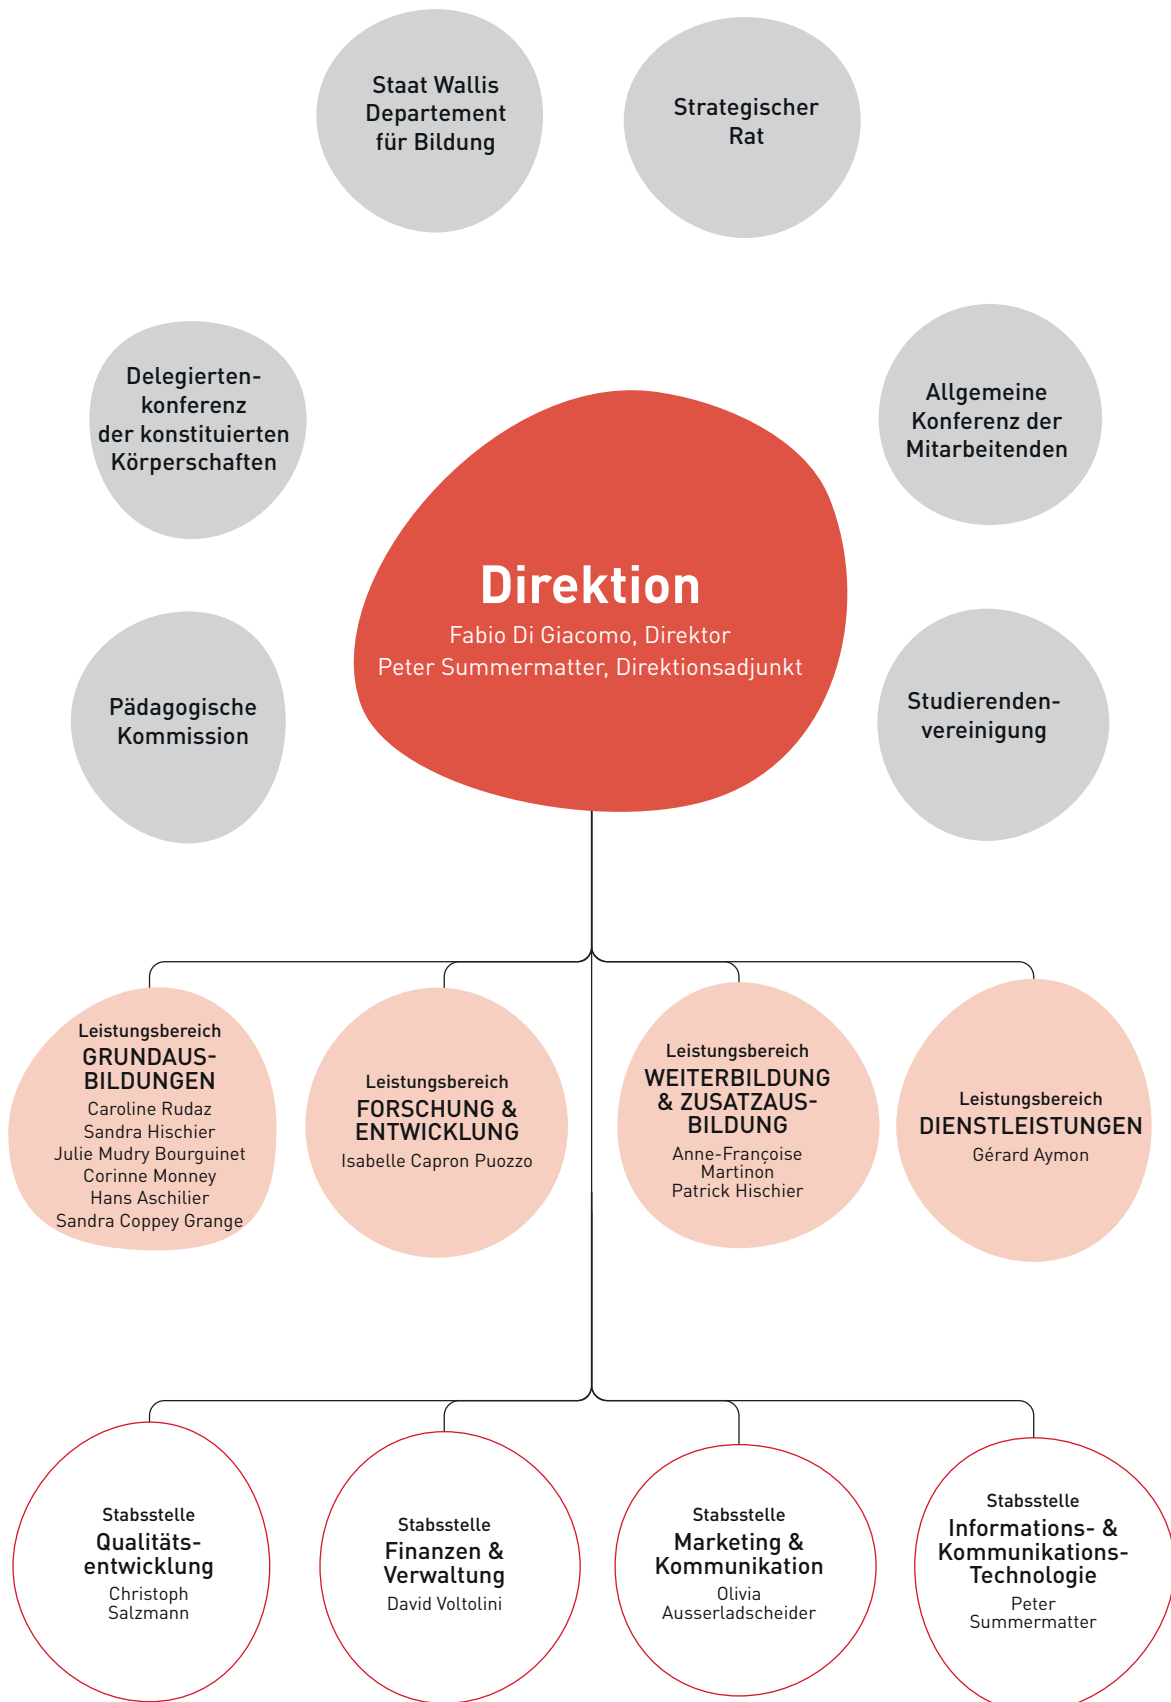 Staat Wallis
Departement
für Bildung
Strategischer
Rat
Delegierten-
konferenz
der konstituierten
Körperschaften
Allgemeine
Konferenz der
Mitarbeitenden
Direktion
Fabio Di Giacomo, Direktor
Peter Summermatter, Direktionsadjunkt
Pädagogische
Kommission
Studierenden-
vereinigung
Leistungsbereich
GRUNDAUS-
BILDUNGEN
Caroline Rudaz
Sandra Hischier
Julie Mudry Bourguinet
Corinne Monney
Hans Aschilier
Sandra Coppey Grange
Leistungsbereich
FORSCHUNG &
ENTWICKLUNG
Isabelle Capron Puozzo
Leistungsbereich
WEITERBILDUNG
& ZUSATZAUS-
BILDUNG
Anne-Françoise
Martinon
Patrick Hischier
Leistungsbereich
DIENSTLEISTUNGEN
Gérard Aymon
Stabsstelle
Qualitäts-
entwicklung
Christoph
Salzmann
Stabsstelle
Finanzen &
Verwaltung
David Voltolini
Stabsstelle
Marketing &
Kommunikation
Olivia
Ausserladscheider
Stabsstelle
Informations- &
Kommunikations-
Technologie
Peter
Summermatter